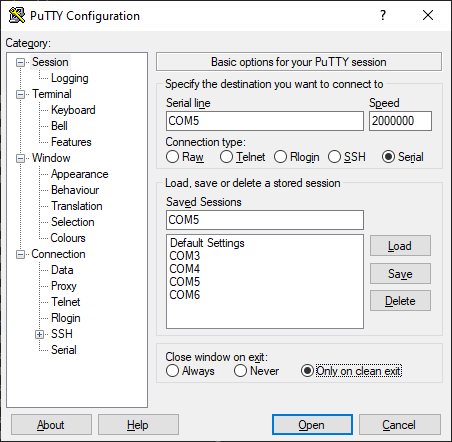 PuTTY Configuration
?
Category:
Session
Logging
Terminal
Keyboard
Bell
Features
Window
Appearance
Behaviour
Translation
Selection
Colours
Connection
Data
Proxy
Telnet
Rlogin
SSH
Serial
Basic options for your PuTTY session
Specify the destination you want to connect to
Serial line Speed
COM5 2000000
Connection type:
Raw Telnet Rlogin SSH Serial
Load, save or delete a stored session
Saved Sessions
COM5
Default Settings
COM3
COM4
COM5
COM6
Load
Save
Delete
Close window on exit:
Always Never Only on clean exit
About Help Open Cancel